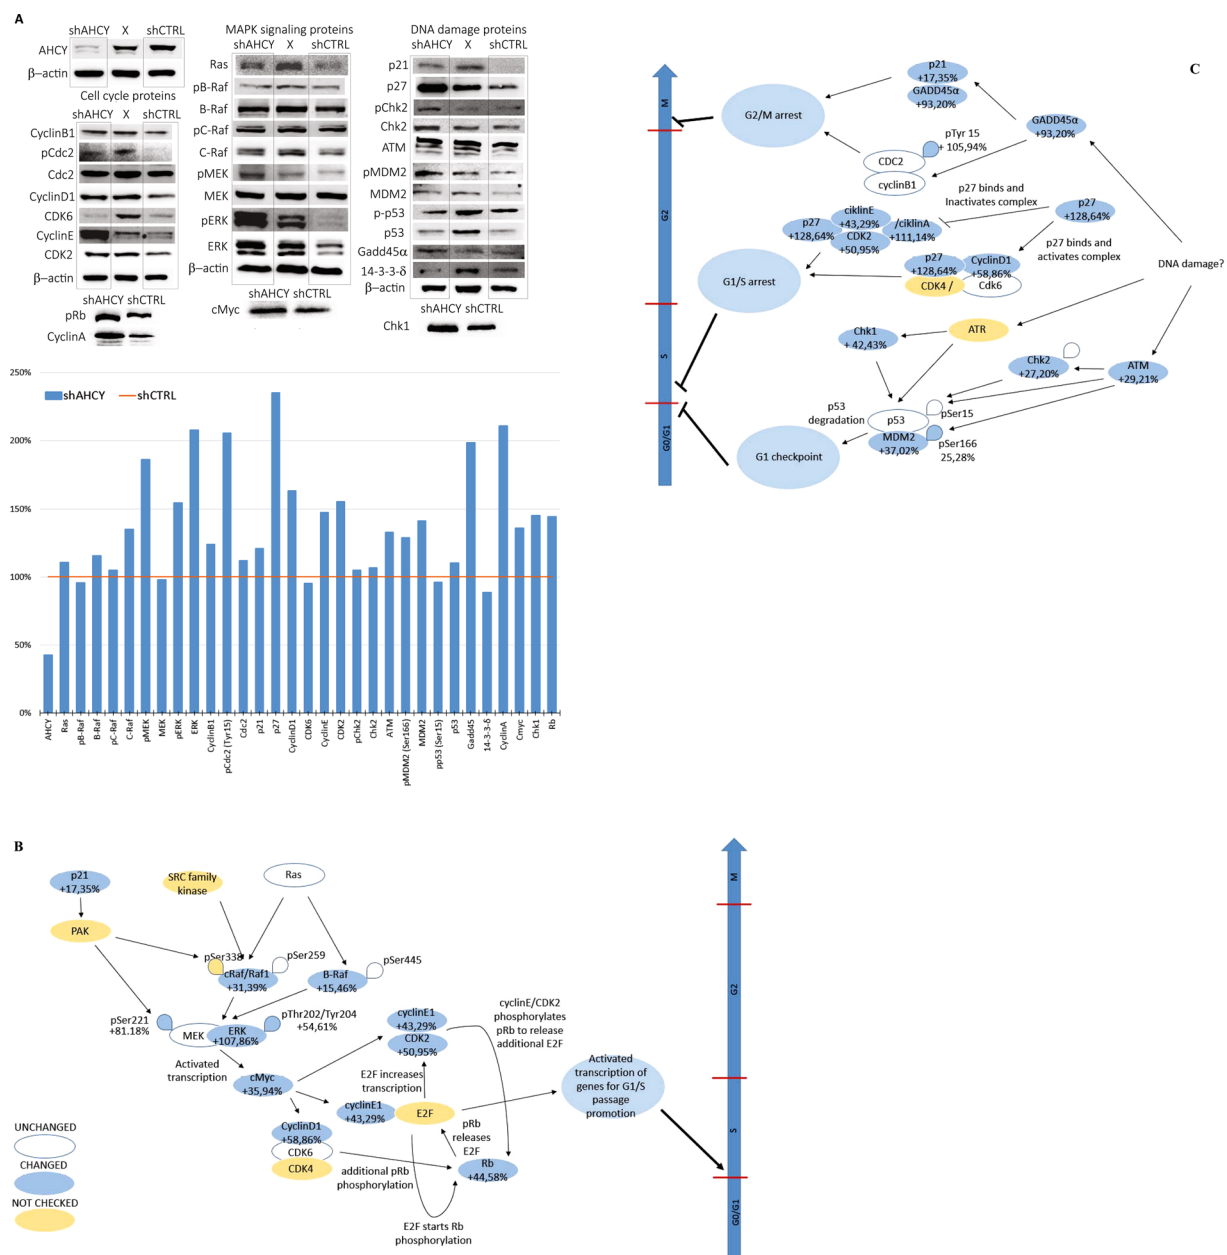 A
shAHCY X shCTRL
AHCY
β–actin
Cell cycle proteins
shAHCY X shCTRL
CyclinB1
pCdc2
Cdc2
CyclinD1
CDK6
CyclinE
CDK2
β–actin
shAHCY shCTRL
pRb
CyclinA
MAPK signaling proteins
shAHCY X shCTRL
Ras
pB-Raf
B-Raf
pC-Raf
C-Raf
pMEK
MEK
pERK
ERK
β–actin
shAHCY shCTRL
cMyc
DNA damage proteins
shAHCY X shCTRL
p21
p27
pChk2
Chk2
ATM
pMDM2
MDM2
p-p53
p53
Gadd45α
14-3-3-δ
β–actin
shAHCY shCTRL
Chk1
250%
200%
150%
100%
50%
0%
shAHCY
shCTRL
AHCY
Ras
pB-Raf
B-Raf
pC-Raf
C-Raf
pMEK
MEK
pERK
ERK
CyclinB1
pCdc2 (Tyr15)
Cdc2
p21
p27
CyclinD1
CDK6
CyclinE
CDK2
pChk2
Chk2
ATM
pMDM2 (Ser166)
MDM2
pp53 (Ser15)
p53
Gadd45
14-3-3-δ
CyclinA
Cmyc
Chk1
Rb
C
M
G2
S
G0/G1
G2/M arrest
G1/S arrest
G1 checkpoint
p21
+17,35%
GADD45α
+93,20%
GADD45α
+93,20%
pTyr 15
+ 105,94%
CDC2
cyclinB1
p27 binds and
Inactivates complex
p27
+128,64%
ciklinE
+43,29%
p27
+128,64%
/ciklinA
+111,14%
CDK2
+50,95%
p27 binds and
activates complex
p27
+128,64%
CyclinD1
+58,86%
CDK4 /
Cdk6
DNA damage?
Chk1
+ 42,43%
ATR
Chk2
+27,20%
ATM
+29,21%
p53
degradation
p53
pSer15
MDM2
+37,02%
pSer166
25,28%
B
p21
+17,35%
SRC family
kinase
Ras
PAK
pSer338
pSer259
cRaf/Raf1
+31,39%
B-Raf
+15,46%
pSer445
pSer221
+81.18%
MEK
ERK
+107,86%
pThr202/Tyr204
+54,61%
Activated
transcription
cMyc
+35,94%
cyclinE1
+43,29%
CDK2
+50,95%
cyclinE/CDK2
phosphorylates
pRb to release
additional E2F
E2F increases
transcription
cyclinE1
+43,29%
E2F
pRb
releases
E2F
CyclinD1
+58,86%
CDK6
CDK4
additional pRb
phosphorylation
Rb
+44,58%
E2F starts Rb
phosphorylation
Activated
transcription of
genes for G1/S
passage
promotion
M
G2
S
G0/G1
UNCHANGED
CHANGED
NOT CHECKED